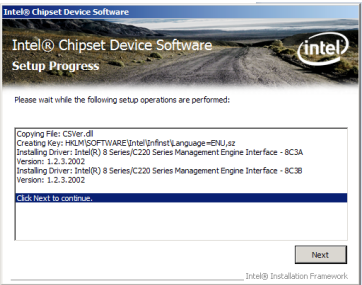 Intel® Chipset Device Software
Intel® Chipset Device Software
Setup Progress
(intel)
Please wait while the following setup operations are performed:
Copying File: CSVer.dll
Creating Key: HKLM\SOFTWARE\Intel\Infinst\Language=ENU,sz
Installing Driver: Intel(R) 8 Series/C220 Series Management Engine Interface - 8C3A
Version: 1.2.3.2002
Installing Driver: Intel(R) 8 Series/C220 Series Management Engine Interface - 8C3B
Version: 1.2.3.2002
Click Next to continue.
Next
Intel® Installation Framework